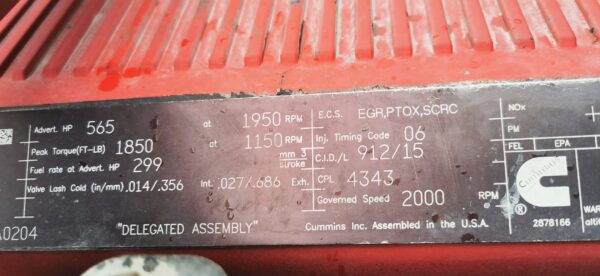 Advert. HP 565 at 1950 RPM
Peak Torque(FT-LB) 1850 at 1150 RPM
Fuel rate at Advert. HP 299 mm 3 stroke
Valve Lash Cold (in/mm) .014/.356 Int. .027/.686 Exh.
A0204 "DELEGATED ASSEMBLY"
E.C.S. EGR,PTOX,SCRC
Inj. Timing Code 06
C.I.D./L 912/15
CPL 4343
Governed Speed 2000 RPM
Cummins Inc. Assembled in the U.S.A.
NOx
PM
FEL EPA
Cummins
2878166
WAR